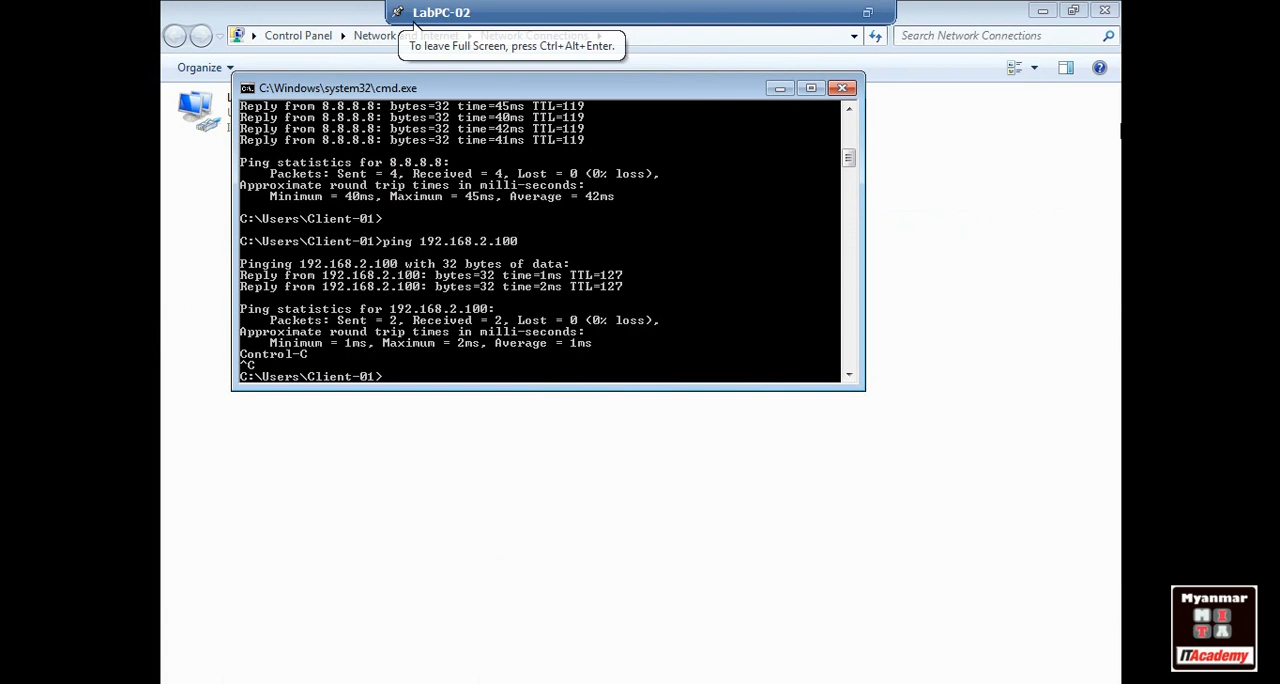 LabPC-02
Control Panel
Network and Internet
Network Connections
Search Network Connections
To leave Full Screen, press Ctrl+Alt+Enter.
Organize
C:\Windows\system32\cmd.exe
Reply from 8.8.8.8: bytes=32 time=45ms TTL=119
Reply from 8.8.8.8: bytes=32 time=40ms TTL=119
Reply from 8.8.8.8: bytes=32 time=42ms TTL=119
Reply from 8.8.8.8: bytes=32 time=41ms TTL=119
Ping statistics for 8.8.8.8:
Packets: Sent = 4, Received = 4, Lost = 0 (0% loss),
Approximate round trip times in milli-seconds:
Minimum = 40ms, Maximum = 45ms, Average = 42ms
C:\Users\Client-01>
C:\Users\Client-01>ping 192.168.2.100
Pinging 192.168.2.100 with 32 bytes of data:
Reply from 192.168.2.100: bytes=32 time=1ms TTL=127
Reply from 192.168.2.100: bytes=32 time=2ms TTL=127
Ping statistics for 192.168.2.100:
Packets: Sent = 2, Received = 2, Lost = 0 (0% loss),
Approximate round trip times in milli-seconds:
Minimum = 1ms, Maximum = 2ms, Average = 1ms
Control-C
^C
C:\Users\Client-01>
Myanmar
M I
T A
ITAcademy